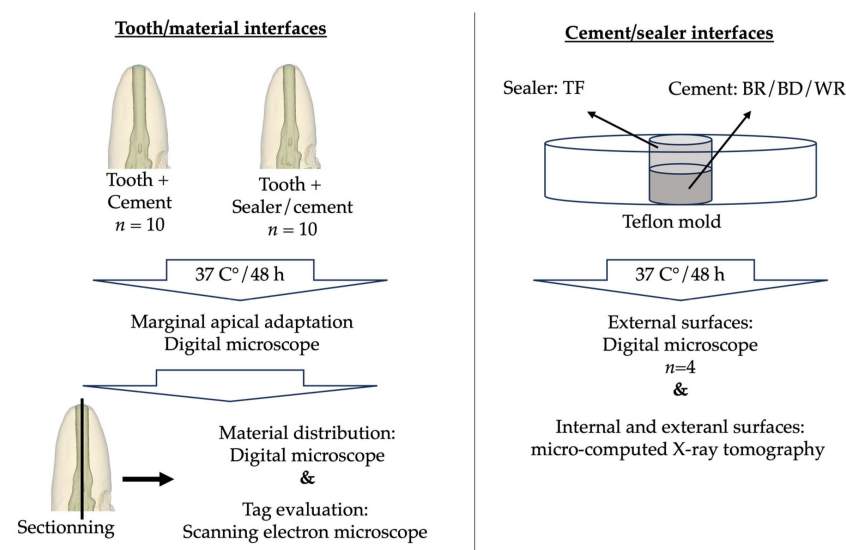 Tooth/material interfaces
Tooth +
Cement
n = 10
Tooth +
Sealer/cement
n = 10
37 C°/48 h
Marginal apical adaptation
Digital microscope
Sectionning
Material distribution:
Digital microscope
&
Tag evaluation:
Scanning electron microscope
Cement/sealer interfaces
Sealer: TF
Cement: BR/BD/WR
Teflon mold
37 C°/48 h
External surfaces:
Digital microscope
n=4
&
Internal and exteranl surfaces:
micro-computed X-ray tomography